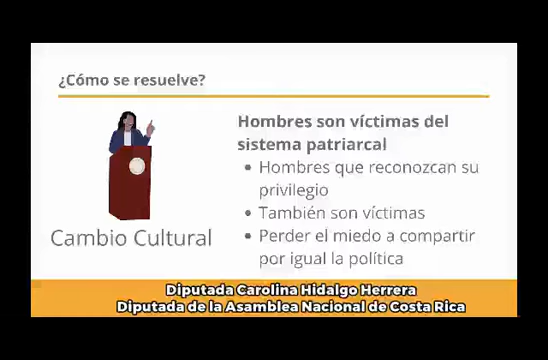 ¿Cómo se resuelve?
Hombres son víctimas del
sistema patriarcal
• Hombres que reconozcan su
privilegio
• También son víctimas
• Perder el miedo a compartir
por igual la política
Cambio Cultural
Diputada Carolina Hidalgo Herrera
Diputada de la Asamblea Nacional de Costa Rica